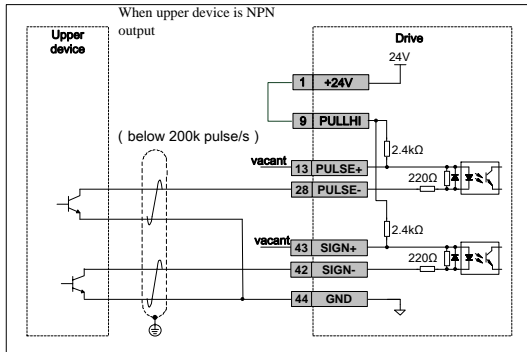 When upper device is NPN
output
Upper
device
Drive
24V
1 +24V
9 PULLHI
( below 200k pulse/s )
2.4kΩ
vacant 13 PULSE+
28 PULSE- 220Ω
2.4kΩ
vacant 43 SIGN+
42 SIGN- 220Ω
44 GND